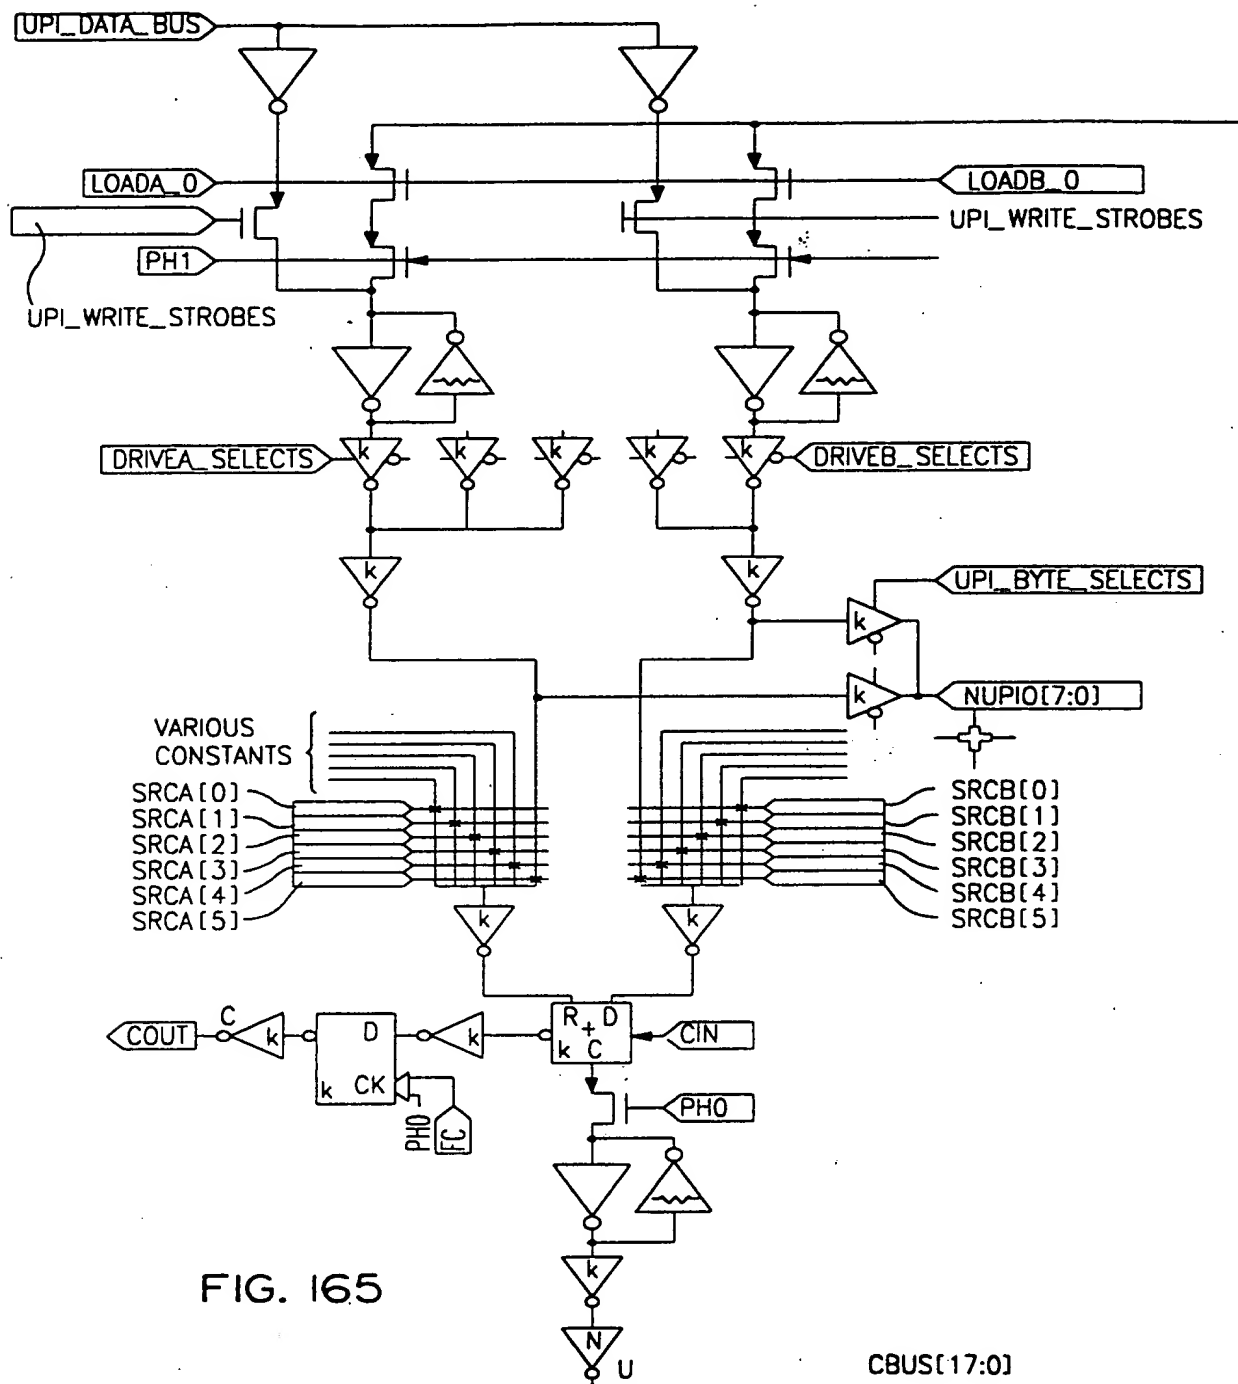 UPI_DATA_BUS
LOADA_0
LOADB_0
UPI_WRITE_STROBES
PH1
UPI_WRITE_STROBES
k k k k k
DRIVEA_SELECTS
DRIVEB_SELECTS
k k
UPI_BYTE_SELECTS
k
k
NUPIO[7:0]
VARIOUS
CONSTANTS
SRCA[0]
SRCA[1]
SRCA[2]
SRCA[3]
SRCA[4]
SRCA[5]
SRCB[0]
SRCB[1]
SRCB[2]
SRCB[3]
SRCB[4]
SRCB[5]
k k
COUT
C
k
D
k CK
k
R + D
k C
CIN
PH0
FC
PH0
k
FIG. 165
N
U
CBUS[17:0]